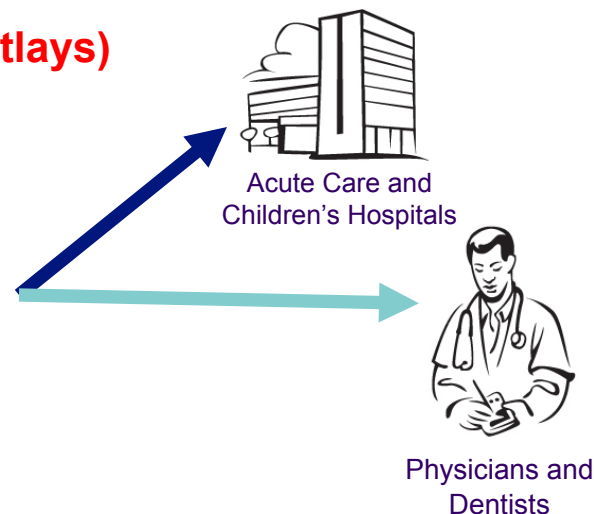 tlays)
Acute Care and
Children’s Hospitals
Physicians and
Dentists